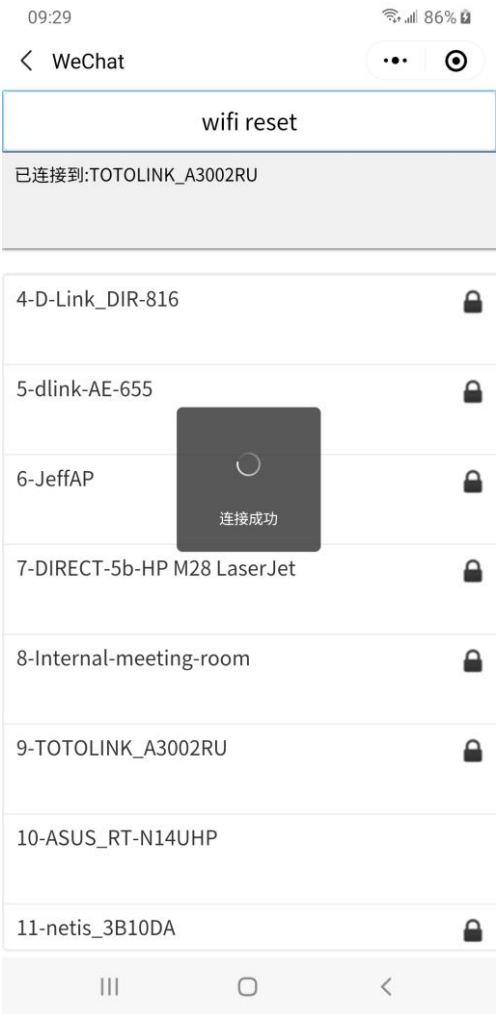 09:29
86%
WeChat
wifi reset
已连接到:TOTOLINK_A3002RU
4-D-Link_DIR-816
5-dlink-AE-655
6-JeffAP
连接成功
7-DIRECT-5b-HP M28 LaserJet
8-Internal-meeting-room
9-TOTOLINK_A3002RU
10-ASUS_RT-N14UHP
11-netis_3B10DA